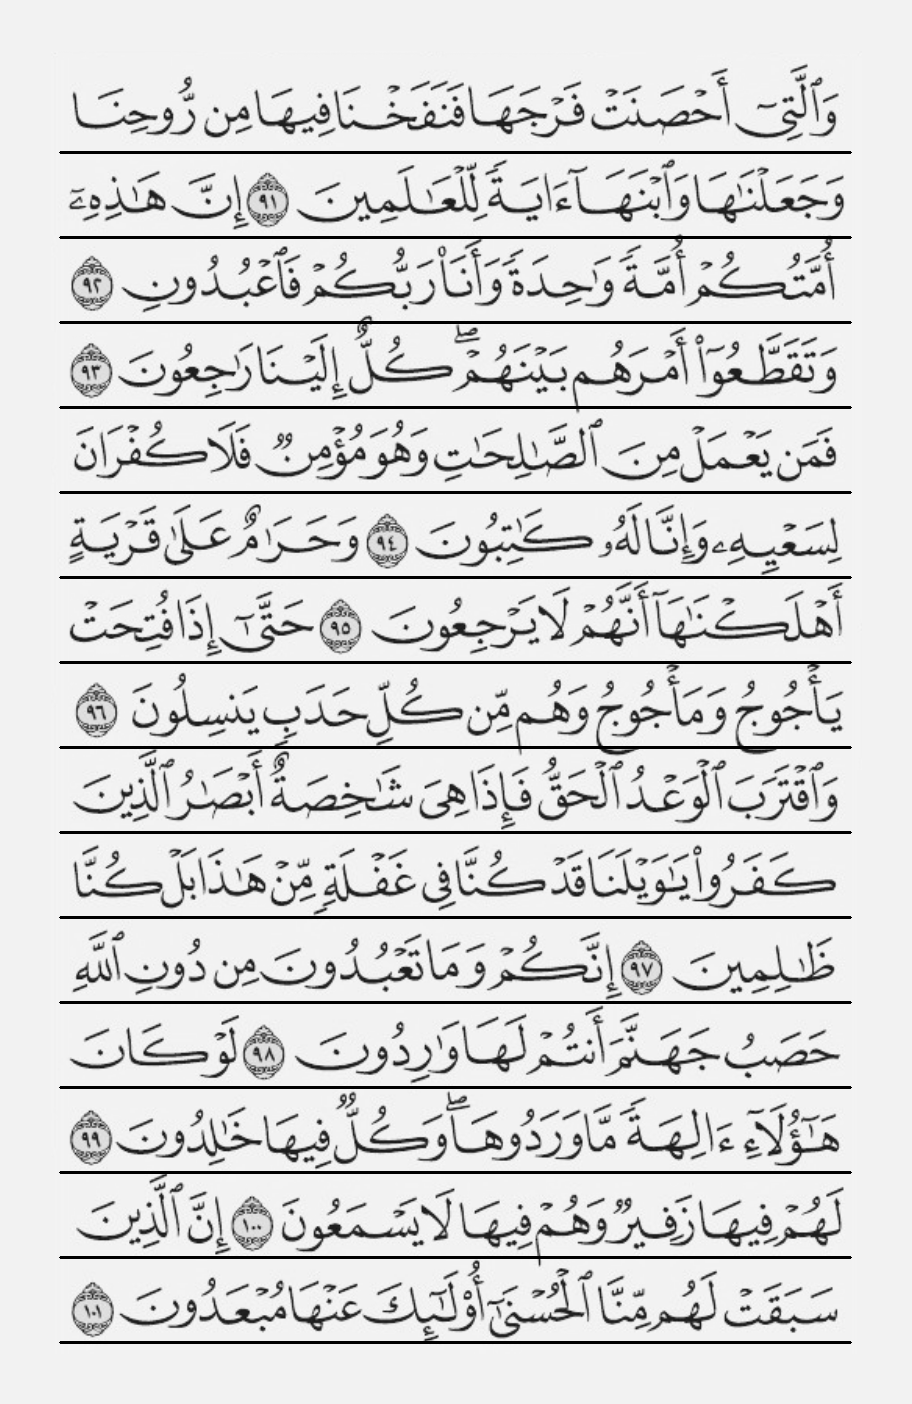 وَٱلَّتِىٓ أَحْصَنَتْ فَرْجَهَا فَنَفَخْنَا فِيهَا مِن رُّوحِنَا
وَجَعَلْنَٰهَا وَٱبْنَهَآ ءَايَةً لِّلْعَٰلَمِينَ ٩١ إِنَّ هَٰذِهِۦٓ
أُمَّتُكُمْ أُمَّةً وَٰحِدَةً وَأَنَا۠ رَبُّكُمْ فَٱعْبُدُونِ ٩٢
وَتَقَطَّعُوٓا۟ أَمْرَهُم بَيْنَهُمْ ۖ كُلٌّ إِلَيْنَا رَٰجِعُونَ ٩٣
فَمَن يَعْمَلْ مِنَ ٱلصَّٰلِحَٰتِ وَهُوَ مُؤْمِنٌ فَلَا كُفْرَانَ
لِسَعْيِهِۦ وَإِنَّا لَهُۥ كَٰتِبُونَ ٩٤ وَحَرَٰمٌ عَلَىٰ قَرْيَةٍ
أَهْلَكْنَٰهَآ أَنَّهُمْ لَا يَرْجِعُونَ ٩٥ حَتَّىٰٓ إِذَا فُتِحَتْ
يَأْجُوجُ وَمَأْجُوجُ وَهُم مِّن كُلِّ حَدَبٍ يَنسِلُونَ ٩٦
وَٱقْتَرَبَ ٱلْوَعْدُ ٱلْحَقُّ فَإِذَا هِىَ شَٰخِصَةٌ أَبْصَٰرُ ٱلَّذِينَ
كَفَرُوا۟ يَٰوَيْلَنَا قَدْ كُنَّا فِى غَفْلَةٍ مِّنْ هَٰذَا بَلْ كُنَّا
ظَٰلِمِينَ ٩٧ إِنَّكُمْ وَمَا تَعْبُدُونَ مِن دُونِ ٱللَّهِ
حَصَبُ جَهَنَّمَ أَنتُمْ لَهَا وَٰرِدُونَ ٩٨ لَوْ كَانَ
هَٰٓؤُلَآءِ ءَالِهَةً مَّا وَرَدُوهَا ۖ وَكُلٌّ فِيهَا خَٰلِدُونَ ٩٩
لَهُمْ فِيهَا زَفِيرٌ وَهُمْ فِيهَا لَا يَسْمَعُونَ ١٠٠ إِنَّ ٱلَّذِينَ
سَبَقَتْ لَهُم مِّنَّا ٱلْحُسْنَىٰٓ أُو۟لَٰٓئِكَ عَنْهَا مُبْعَدُونَ ١٠١